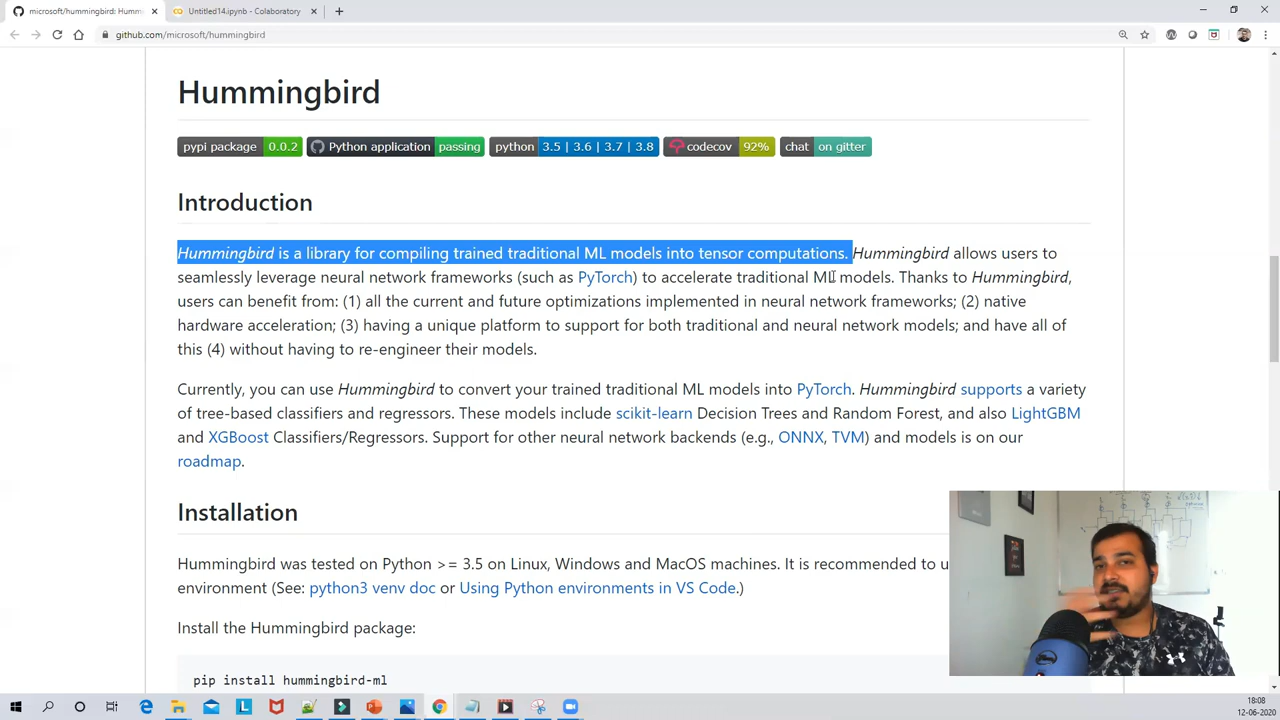 microsoft/hummingbird: Humm
Untitled14.ipynb - Colaboratory
github.com/microsoft/hummingbird
Hummingbird
pypi package 0.0.2 Python application passing python 3.5 | 3.6 | 3.7 | 3.8 codecov 92% chat on gitter
Introduction
Hummingbird is a library for compiling trained traditional ML models into tensor computations. Hummingbird allows users to
seamlessly leverage neural network frameworks (such as PyTorch) to accelerate traditional ML models. Thanks to Hummingbird,
users can benefit from: (1) all the current and future optimizations implemented in neural network frameworks; (2) native
hardware acceleration; (3) having a unique platform to support for both traditional and neural network models; and have all of
this (4) without having to re-engineer their models.
Currently, you can use Hummingbird to convert your trained traditional ML models into PyTorch. Hummingbird supports a variety
of tree-based classifiers and regressors. These models include scikit-learn Decision Trees and Random Forest, and also LightGBM
and XGBoost Classifiers/Regressors. Support for other neural network backends (e.g., ONNX, TVM) and models is on our
roadmap.
Installation
Hummingbird was tested on Python >= 3.5 on Linux, Windows and MacOS machines. It is recommended to u
environment (See: python3 venv doc or Using Python environments in VS Code.)
Install the Hummingbird package:
pip install hummingbird-ml
18:08
12-06-2020